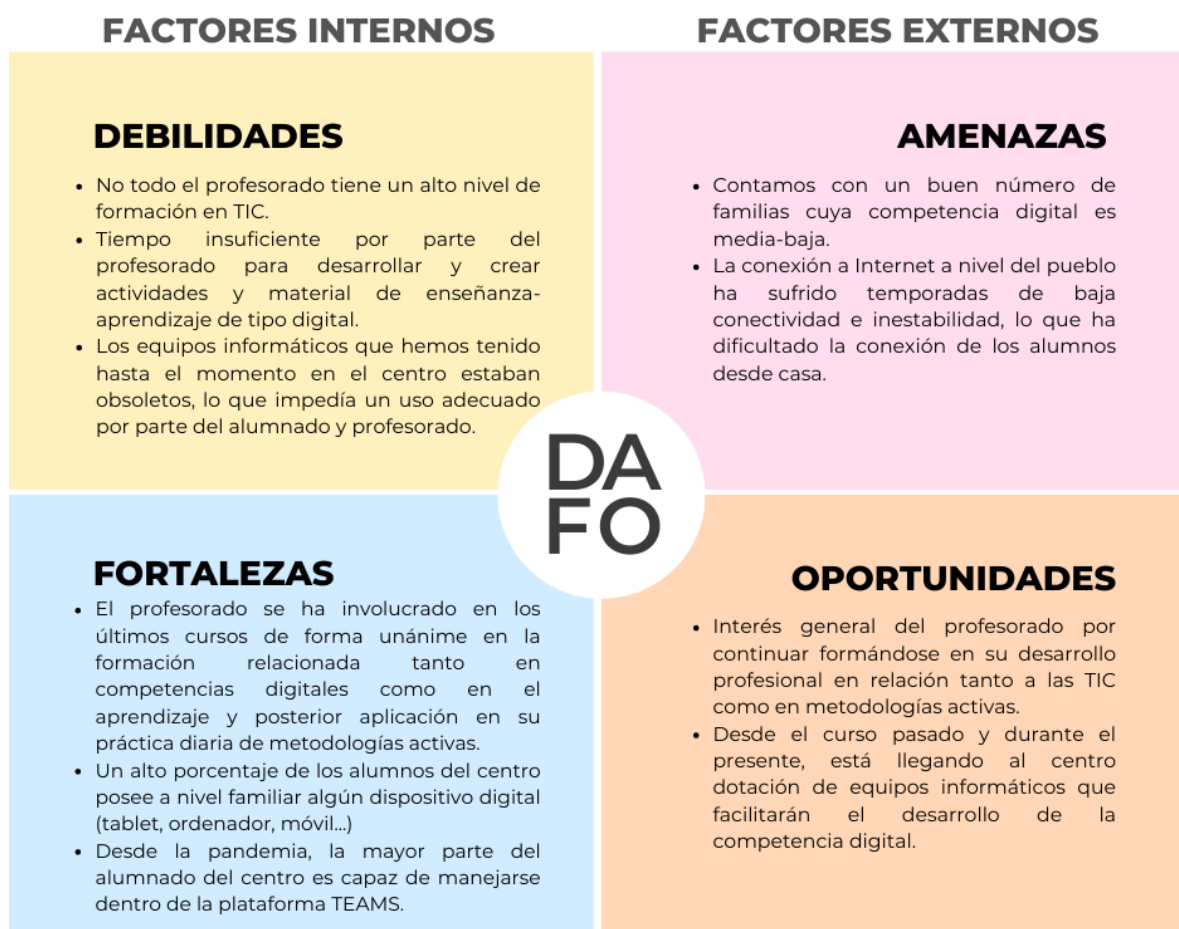 FACTORES INTERNOS
FACTORES EXTERNOS
DEBILIDADES
• No todo el profesorado tiene un alto nivel de
formación en TIC.
• Tiempo insuficiente por parte del
profesorado para desarrollar y crear
actividades y material de enseñanza-
aprendizaje de tipo digital.
• Los equipos informáticos que hemos tenido
hasta el momento en el centro estaban
obsoletos, lo que impedía un uso adecuado
por parte del alumnado y profesorado.
AMENAZAS
• Contamos con un buen número de
familias cuya competencia digital es
media-baja.
• La conexión a Internet a nivel del pueblo
ha sufrido temporadas de baja
conectividad e inestabilidad, lo que ha
dificultado la conexión de los alumnos
desde casa.
DA
FO
FORTALEZAS
• El profesorado se ha involucrado en los
últimos cursos de forma unánime en la
formación relacionada tanto en
competencias digitales como en el
aprendizaje y posterior aplicación en su
práctica diaria de metodologías activas.
• Un alto porcentaje de los alumnos del centro
posee a nivel familiar algún dispositivo digital
(tablet, ordenador, móvil...)
• Desde la pandemia, la mayor parte del
alumnado del centro es capaz de manejarse
dentro de la plataforma TEAMS.
OPORTUNIDADES
• Interés general del profesorado por
continuar formándose en su desarrollo
profesional en relación tanto a las TIC
como en metodologías activas.
• Desde el curso pasado y durante el
presente, está llegando al centro
dotación de equipos informáticos que
facilitarán el desarrollo de la
competencia digital.